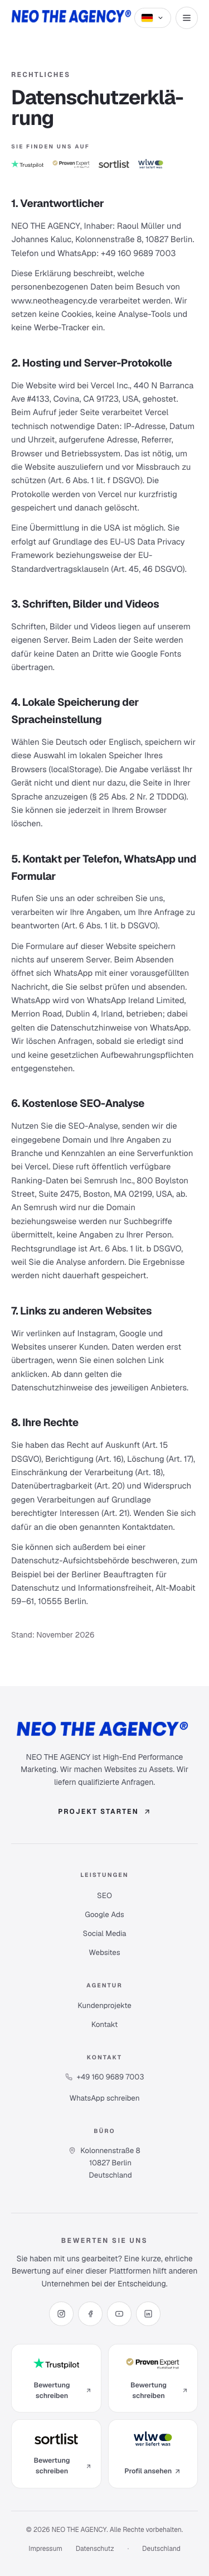 NEO THE AGENCY®
RECHTLICHES
Datenschutzerklä-
rung
SIE FINDEN UNS AUF
Trustpilot
Proven Expert
sortlist
wlw
wer liefert was
1. Verantwortlicher
NEO THE AGENCY, Inhaber: Raoul Müller und
Johannes Kaluc, Kolonnenstraße 8, 10827 Berlin.
Telefon und WhatsApp: +49 160 9689 7003
Diese Erklärung beschreibt, welche
personenbezogenen Daten beim Besuch von
www.neotheagency.de verarbeitet werden. Wir
setzen keine Cookies, keine Analyse-Tools und
keine Werbe-Tracker ein.
2. Hosting und Server-Protokolle
Die Website wird bei Vercel Inc., 440 N Barranca
Ave #4133, Covina, CA 91723, USA, gehostet.
Beim Aufruf jeder Seite verarbeitet Vercel
technisch notwendige Daten: IP-Adresse, Datum
und Uhrzeit, aufgerufene Adresse, Referrer,
Browser und Betriebssystem. Das ist nötig, um
die Website auszuliefern und vor Missbrauch zu
schützen (Art. 6 Abs. 1 lit. f DSGVO). Die
Protokolle werden von Vercel nur kurzfristig
gespeichert und danach gelöscht.
Eine Übermittlung in die USA ist möglich. Sie
erfolgt auf Grundlage des EU-US Data Privacy
Framework beziehungsweise der EU-
Standardvertragsklauseln (Art. 45, 46 DSGVO).
3. Schriften, Bilder und Videos
Schriften, Bilder und Videos liegen auf unserem
eigenen Server. Beim Laden der Seite werden
dafür keine Daten an Dritte wie Google Fonts
übertragen.
4. Lokale Speicherung der
Spracheinstellung
Wählen Sie Deutsch oder Englisch, speichern wir
diese Auswahl im lokalen Speicher Ihres
Browsers (localStorage). Die Angabe verlässt Ihr
Gerät nicht und dient nur dazu, die Seite in Ihrer
Sprache anzuzeigen (§ 25 Abs. 2 Nr. 2 TDDDG).
Sie können sie jederzeit in Ihrem Browser
löschen.
5. Kontakt per Telefon, WhatsApp und
Formular
Rufen Sie uns an oder schreiben Sie uns,
verarbeiten wir Ihre Angaben, um Ihre Anfrage zu
beantworten (Art. 6 Abs. 1 lit. b DSGVO).
Die Formulare auf dieser Website speichern
nichts auf unserem Server. Beim Absenden
öffnet sich WhatsApp mit einer vorausgefüllten
Nachricht, die Sie selbst prüfen und absenden.
WhatsApp wird von WhatsApp Ireland Limited,
Merrion Road, Dublin 4, Irland, betrieben; dabei
gelten die Datenschutzhinweise von WhatsApp.
Wir löschen Anfragen, sobald sie erledigt sind
und keine gesetzlichen Aufbewahrungspflichten
entgegenstehen.
6. Kostenlose SEO-Analyse
Nutzen Sie die SEO-Analyse, senden wir die
eingegebene Domain und Ihre Angaben zu
Branche und Kennzahlen an eine Serverfunktion
bei Vercel. Diese ruft öffentlich verfügbare
Ranking-Daten bei Semrush Inc., 800 Boylston
Street, Suite 2475, Boston, MA 02199, USA, ab.
An Semrush wird nur die Domain
beziehungsweise werden nur Suchbegriffe
übermittelt, keine Angaben zu Ihrer Person.
Rechtsgrundlage ist Art. 6 Abs. 1 lit. b DSGVO,
weil Sie die Analyse anfordern. Die Ergebnisse
werden nicht dauerhaft gespeichert.
7. Links zu anderen Websites
Wir verlinken auf Instagram, Google und
Websites unserer Kunden. Daten werden erst
übertragen, wenn Sie einen solchen Link
anklicken. Ab dann gelten die
Datenschutzhinweise des jeweiligen Anbieters.
8. Ihre Rechte
Sie haben das Recht auf Auskunft (Art. 15
DSGVO), Berichtigung (Art. 16), Löschung (Art. 17),
Einschränkung der Verarbeitung (Art. 18),
Datenübertragbarkeit (Art. 20) und Widerspruch
gegen Verarbeitungen auf Grundlage
berechtigter Interessen (Art. 21). Wenden Sie sich
dafür an die oben genannten Kontaktdaten.
Sie können sich außerdem bei einer
Datenschutz-Aufsichtsbehörde beschweren, zum
Beispiel bei der Berliner Beauftragten für
Datenschutz und Informationsfreiheit, Alt-Moabit
59–61, 10555 Berlin.
Stand: November 2026
NEO THE AGENCY®
NEO THE AGENCY ist High-End Performance
Marketing. Wir machen Websites zu Assets. Wir
liefern qualifizierte Anfragen.
PROJEKT STARTEN
LEISTUNGEN
SEO
Google Ads
Social Media
Websites
AGENTUR
Kundenprojekte
Kontakt
KONTAKT
+49 160 9689 7003
WhatsApp schreiben
BÜRO
Kolonnenstraße 8
10827 Berlin
Deutschland
BEWERTEN SIE UNS
Sie haben mit uns gearbeitet? Eine kurze, ehrliche
Bewertung auf einer dieser Plattformen hilft anderen
Unternehmen bei der Entscheidung.
Trustpilot
Bewertung
schreiben
Proven Expert
Bewertung
schreiben
sortlist
Bewertung
schreiben
wlw
wer liefert was
Profil ansehen
© 2026 NEO THE AGENCY. Alle Rechte vorbehalten.
Impressum Datenschutz · Deutschland